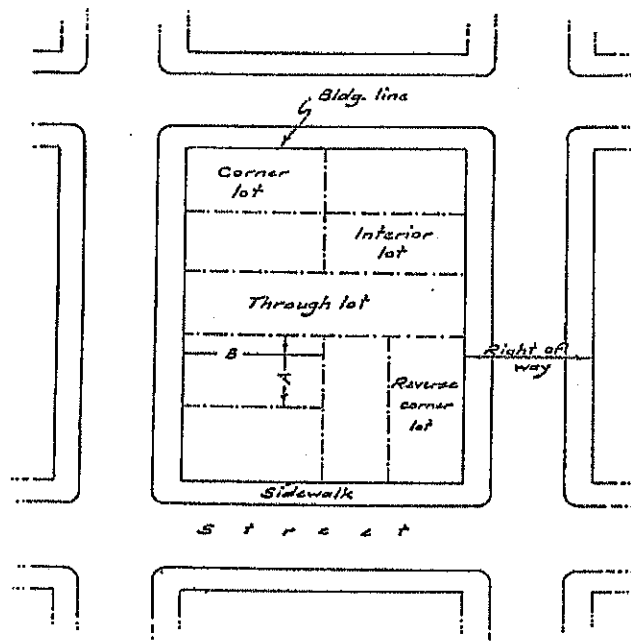 Bldg. line
Corner
lot
Interior
lot
Through lot
B
A
Right of
way
Reverse
corner
lot
Sidewalk
Street